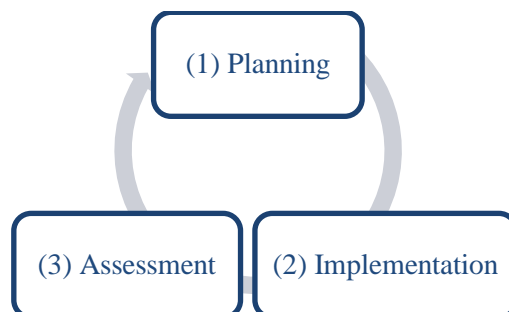 (1) Planning
(3) Assessment
(2) Implementation